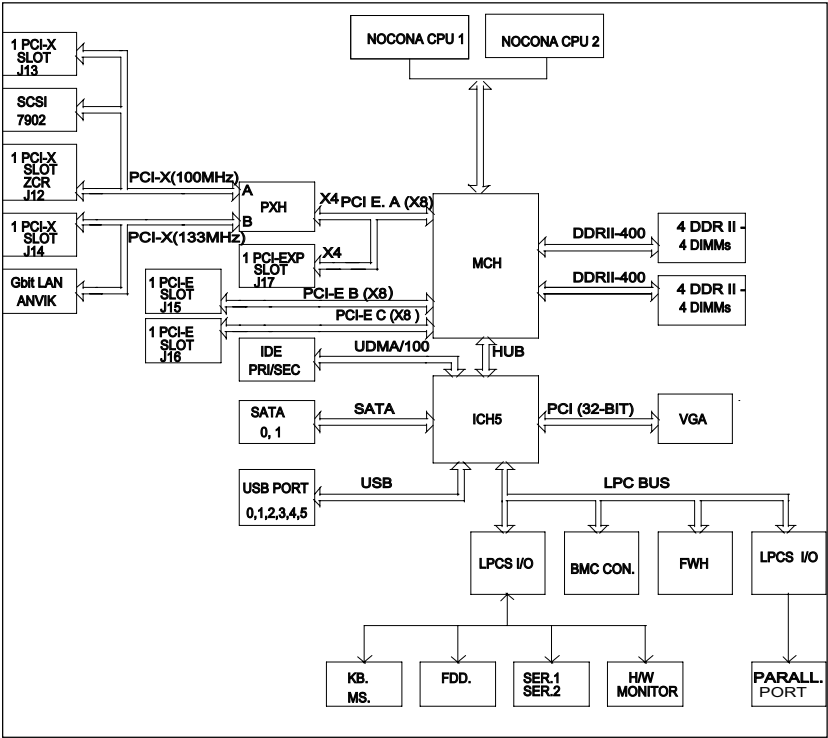 NOCONA CPU 1
NOCONA CPU 2
1 PCI-X
SLOT
J13
SCSI
7902
1 PCI-X
SLOT
ZCR
J12
PCI-X(100MHz)
A
B
PXH
X4
PCI E. A (X8)
1 PCI-X
SLOT
J14
PCI-X(133MHz)
1 PCI-EXP
SLOT
J17
X4
MCH
DDRII-400
4 DDR II -
4 DIMMs
DDRII-400
4 DDR II -
4 DIMMs
Gbit LAN
ANVIK
1 PCI-E
SLOT
J15
PCI-E B (X8)
PCI-E C (X8 )
1 PCI-E
SLOT
J16
IDE
PRI/SEC
UDMA/100
HUB
SATA
0, 1
SATA
ICH5
PCI (32-BIT)
VGA
USB PORT
0,1,2,3,4,5
USB
LPC BUS
LPCS I/O
BMC CON.
FWH
LPCS I/O
KB.
MS.
FDD.
SER.1
SER.2
H/W
MONITOR
PARALL.
PORT